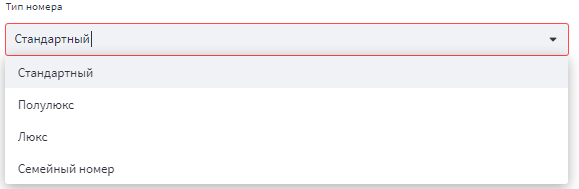 Тип номера
Стандартный
Стандартный
Полулюкс
Люкс
Семейный номер